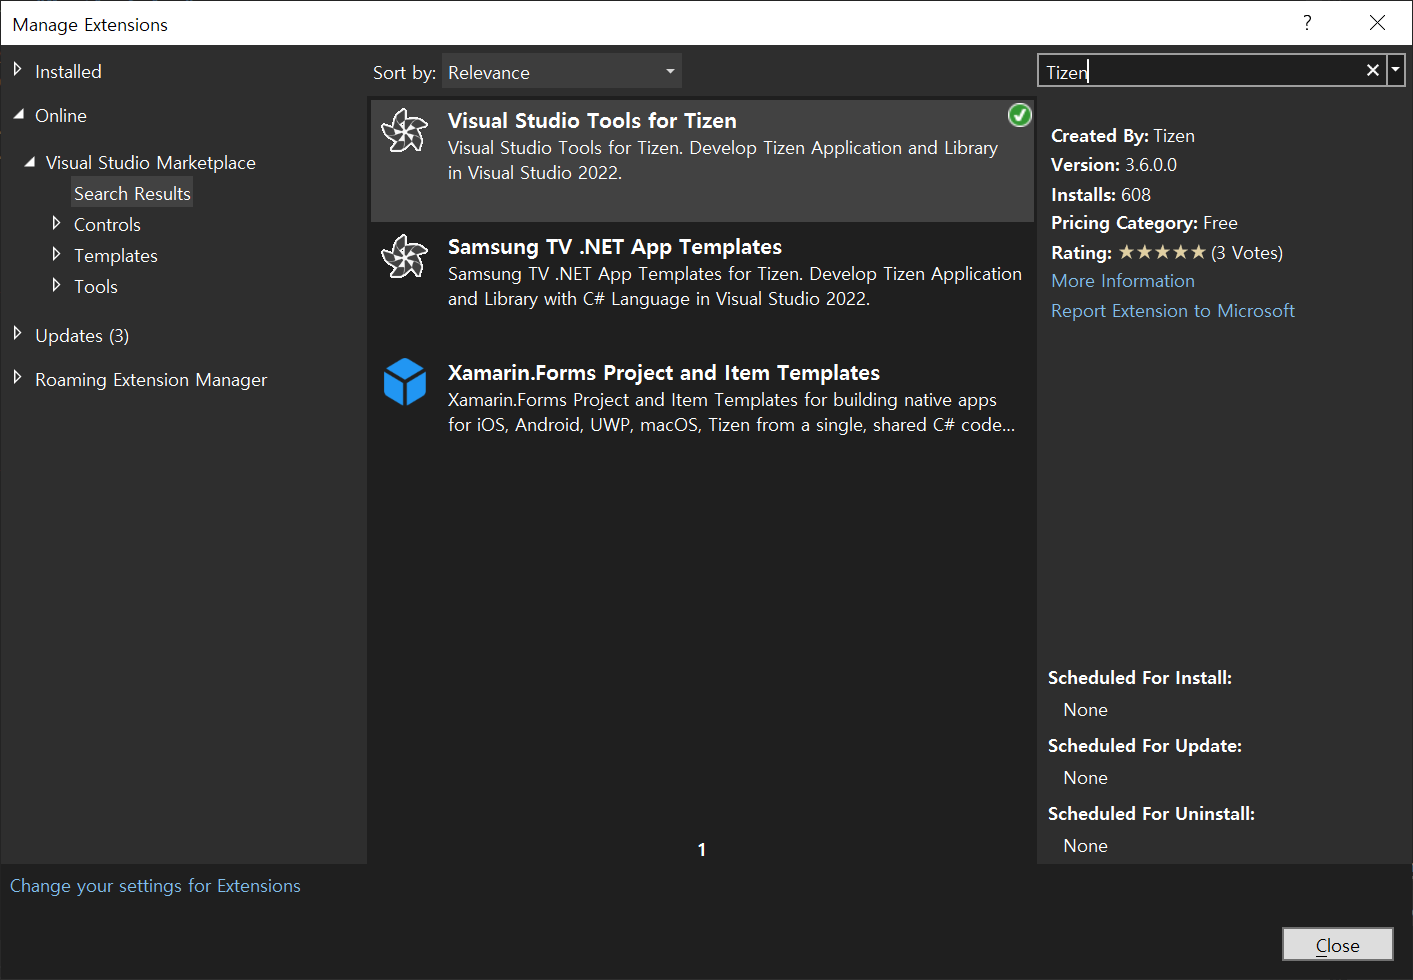 Manage Extensions
?
Installed
Online
Visual Studio Marketplace
Search Results
Controls
Templates
Tools
Updates (3)
Roaming Extension Manager
Sort by: Relevance
Visual Studio Tools for Tizen
Visual Studio Tools for Tizen. Develop Tizen Application and Library
in Visual Studio 2022.
Samsung TV .NET App Templates
Samsung TV .NET App Templates for Tizen. Develop Tizen Application
and Library with C# Language in Visual Studio 2022.
Xamarin.Forms Project and Item Templates
Xamarin.Forms Project and Item Templates for building native apps
for iOS, Android, UWP, macOS, Tizen from a single, shared C# code...
1
Tizen
Created By: Tizen
Version: 3.6.0.0
Installs: 608
Pricing Category: Free
Rating: ★★★★★ (3 Votes)
More Information
Report Extension to Microsoft
Scheduled For Install:
None
Scheduled For Update:
None
Scheduled For Uninstall:
None
Change your settings for Extensions
Close